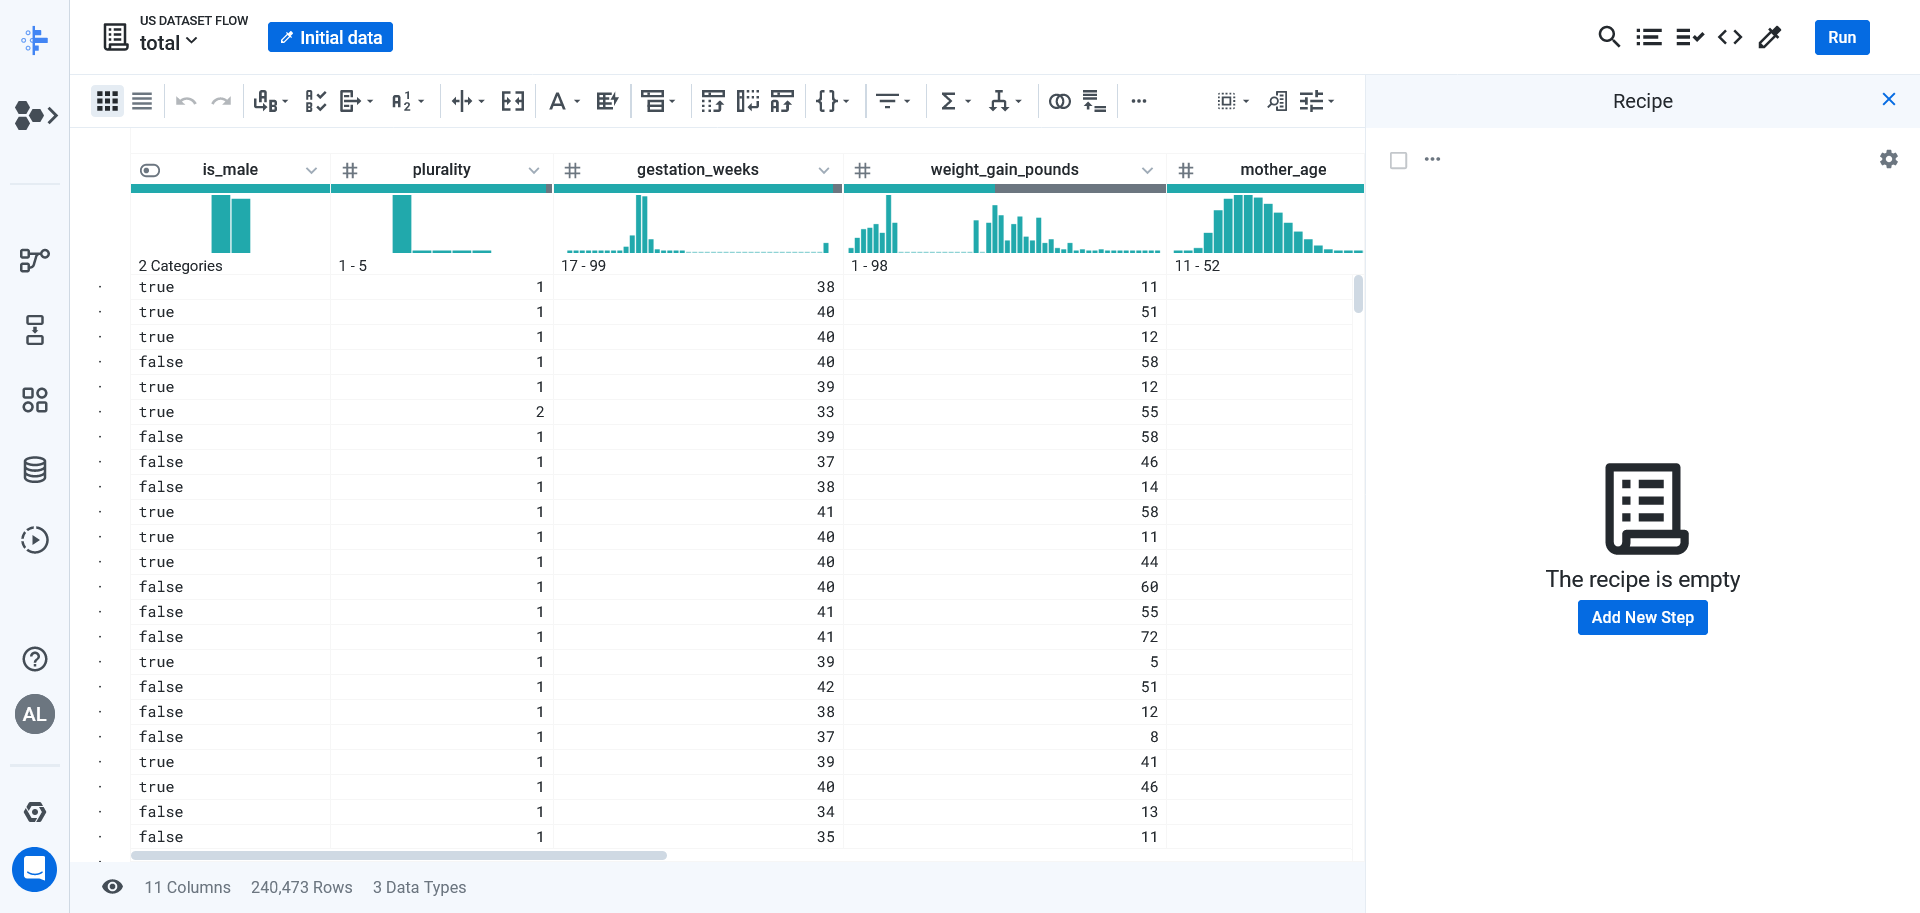 US DATASET FLOW
total
Initial data
Run
Recipe
is_male plurality gestation_weeks weight_gain_pounds mother_age
2 Categories 1 - 5 17 - 99 1 - 98 11 - 52
true 1 38 11
true 1 40 51
true 1 40 12
false 1 40 58
true 1 39 12
true 2 33 55
false 1 39 58
false 1 37 46
false 1 38 14
true 1 41 58
true 1 40 11
true 1 40 44
false 1 40 60
false 1 41 55
false 1 41 72
true 1 39 5
false 1 42 51
false 1 38 12
false 1 37 8
true 1 39 41
true 1 40 46
false 1 34 13
false 1 35 11
The recipe is empty
Add New Step
AL
11 Columns 240,473 Rows 3 Data Types